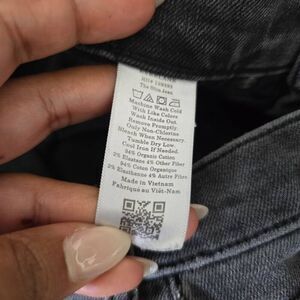 The Slim Jean
Machine Wash Cold
With Like Colors
Wash Inside Out.
Remove Promptly.
Only Non-Chlorine
Bleach When Necessary.
Tumble Dry Low.
Cool Iron If Needed.
94% Organic Cotton
2% Elastane 4% Other Fiber
94% Coton Organique
2% Elasthenne 4% Autre Fibre
Made in Vietnam
Fabriqué au Viêt-Nam